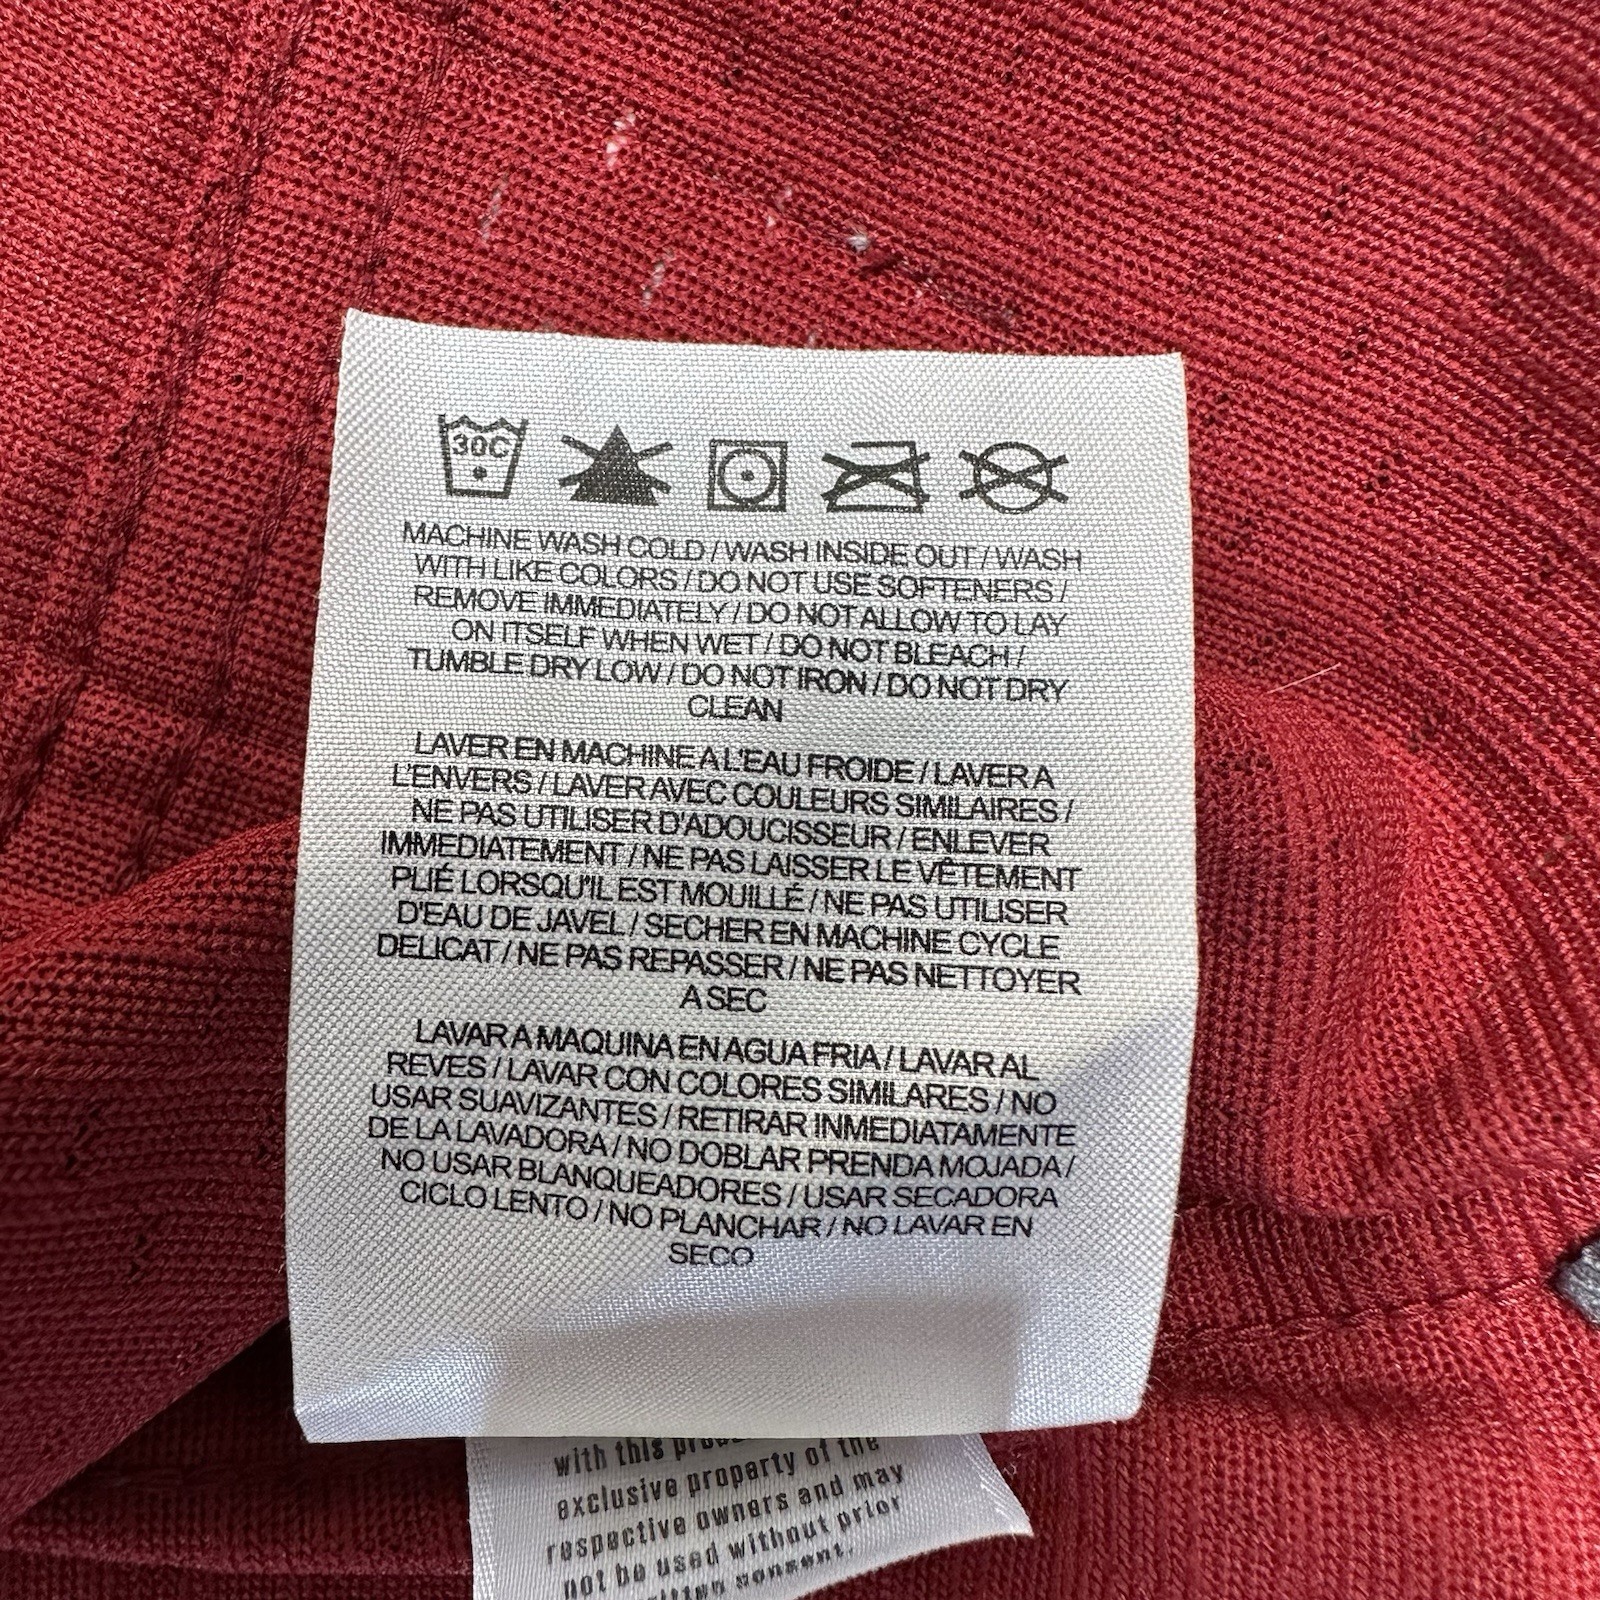 30C
MACHINE WASH COLD / WASH INSIDE OUT / WASH
WITH LIKE COLORS / DO NOT USE SOFTENERS /
REMOVE IMMEDIATELY / DO NOT ALLOW TO LAY
ON ITSELF WHEN WET / DO NOT BLEACH /
TUMBLE DRY LOW / DO NOT IRON / DO NOT DRY
CLEAN
LAVER EN MACHINE A L'EAU FROIDE / LAVER A
L'ENVERS / LAVER AVEC COULEURS SIMILAIRES /
NE PAS UTILISER D'ADOUCISSEUR / ENLEVER
IMMEDIATEMENT / NE PAS LAISSER LE VÊTEMENT
PLIÉ LORSQU'IL EST MOUILLÉ / NE PAS UTILISER
D'EAU DE JAVEL / SECHER EN MACHINE CYCLE
DELICAT / NE PAS REPASSER / NE PAS NETTOYER
A SEC
LAVAR A MAQUINA EN AGUA FRIA / LAVAR AL
REVES / LAVAR CON COLORES SIMILARES / NO
USAR SUAVIZANTES / RETIRAR INMEDIATAMENTE
DE LA LAVADORA / NO DOBLAR PRENDA MOJADA /
NO USAR BLANQUEADORES / USAR SECADORA
CICLO LENTO / NO PLANCHAR / NO LAVAR EN
SECO
with this
exclusive property of the
respective owners and may
not be used without prior
written consent.